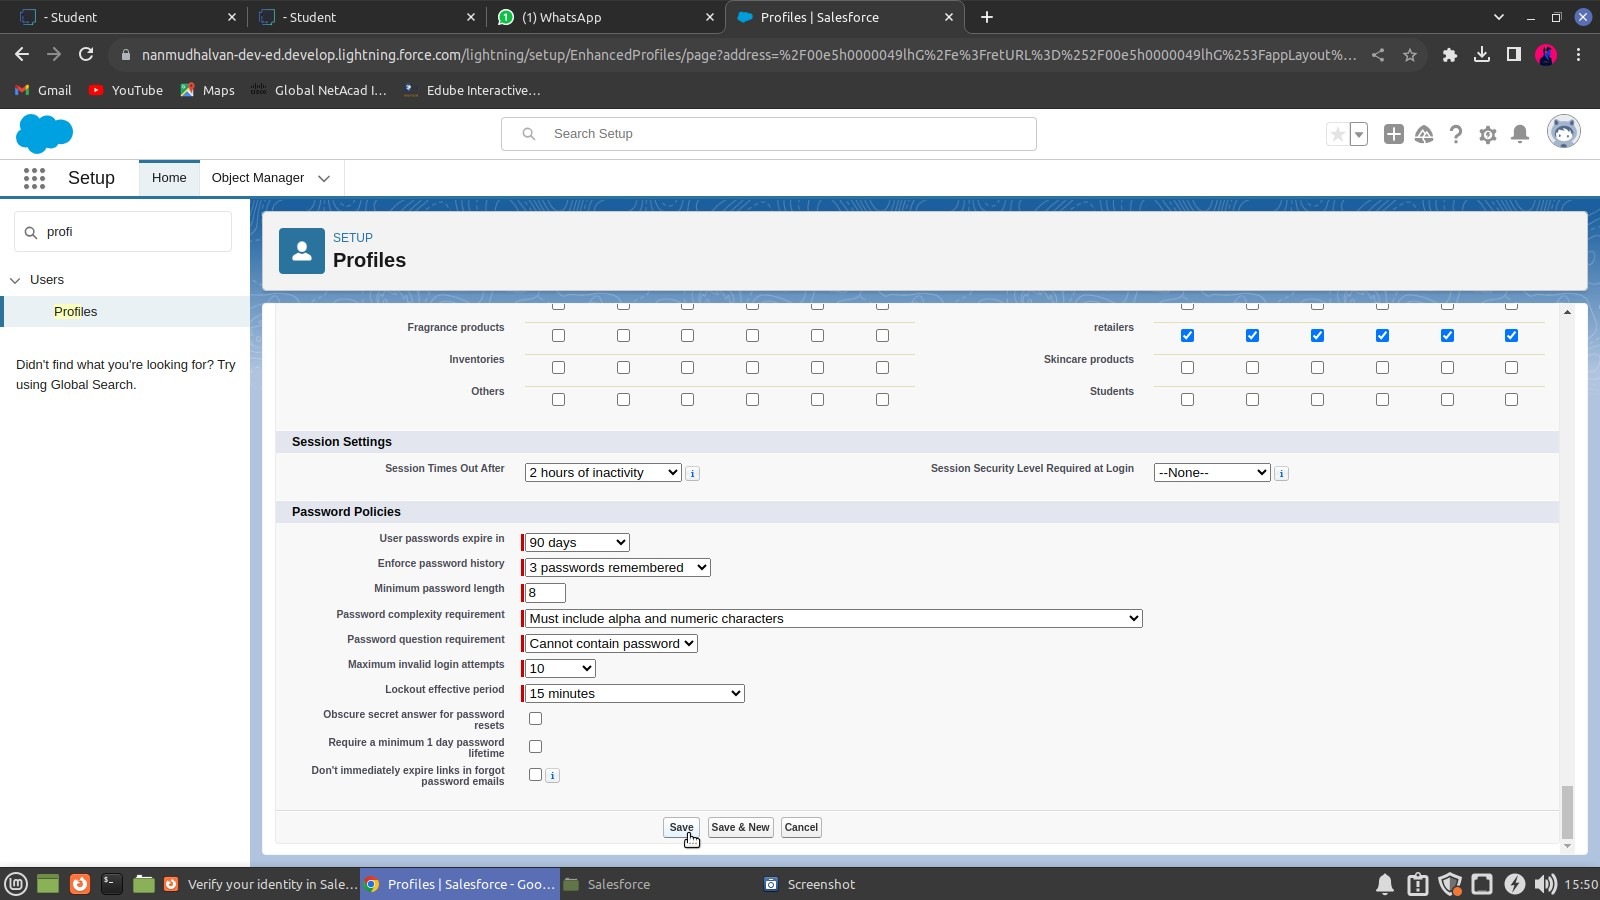 - Student
- Student
(1) WhatsApp
Profiles | Salesforce
nanmudhalvan-dev-ed.develop.lightning.force.com/lightning/setup/EnhancedProfiles/page?address=%2F00e5h0000049lhG%2Fe%3FretURL%3D%252F00e5h0000049lhG%253FappLayout%...
Gmail
YouTube
Maps
Global NetAcad I...
Edube Interactive...
Search Setup
Setup
Home
Object Manager
profi
Users
Profiles
Didn't find what you're looking for? Try
using Global Search.
SETUP
Profiles
Fragrance products
retailers
Inventories
Skincare products
Others
Students
Session Settings
Session Times Out After
2 hours of inactivity
Session Security Level Required at Login
--None--
Password Policies
User passwords expire in
90 days
Enforce password history
3 passwords remembered
Minimum password length
8
Password complexity requirement
Must include alpha and numeric characters
Password question requirement
Cannot contain password
Maximum invalid login attempts
10
Lockout effective period
15 minutes
Obscure secret answer for password
resets
Require a minimum 1 day password
lifetime
Don't immediately expire links in forgot
password emails
Save
Save & New
Cancel
Verify your identity in Sale...
Profiles | Salesforce - Goo...
Salesforce
Screenshot
15:50